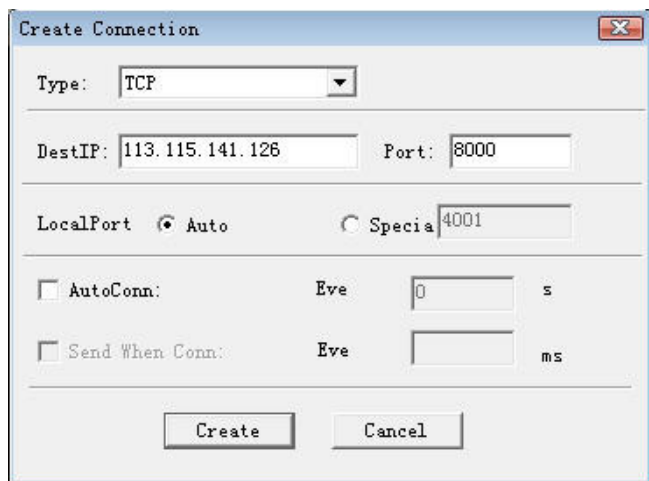 Create Connection
Type: TCP
DestIP: 113.115.141.126 Port: 8000
LocalPort Auto Specia 4001
AutoConn: Eve 0 s
Send When Conn: Eve ms
Create Cancel